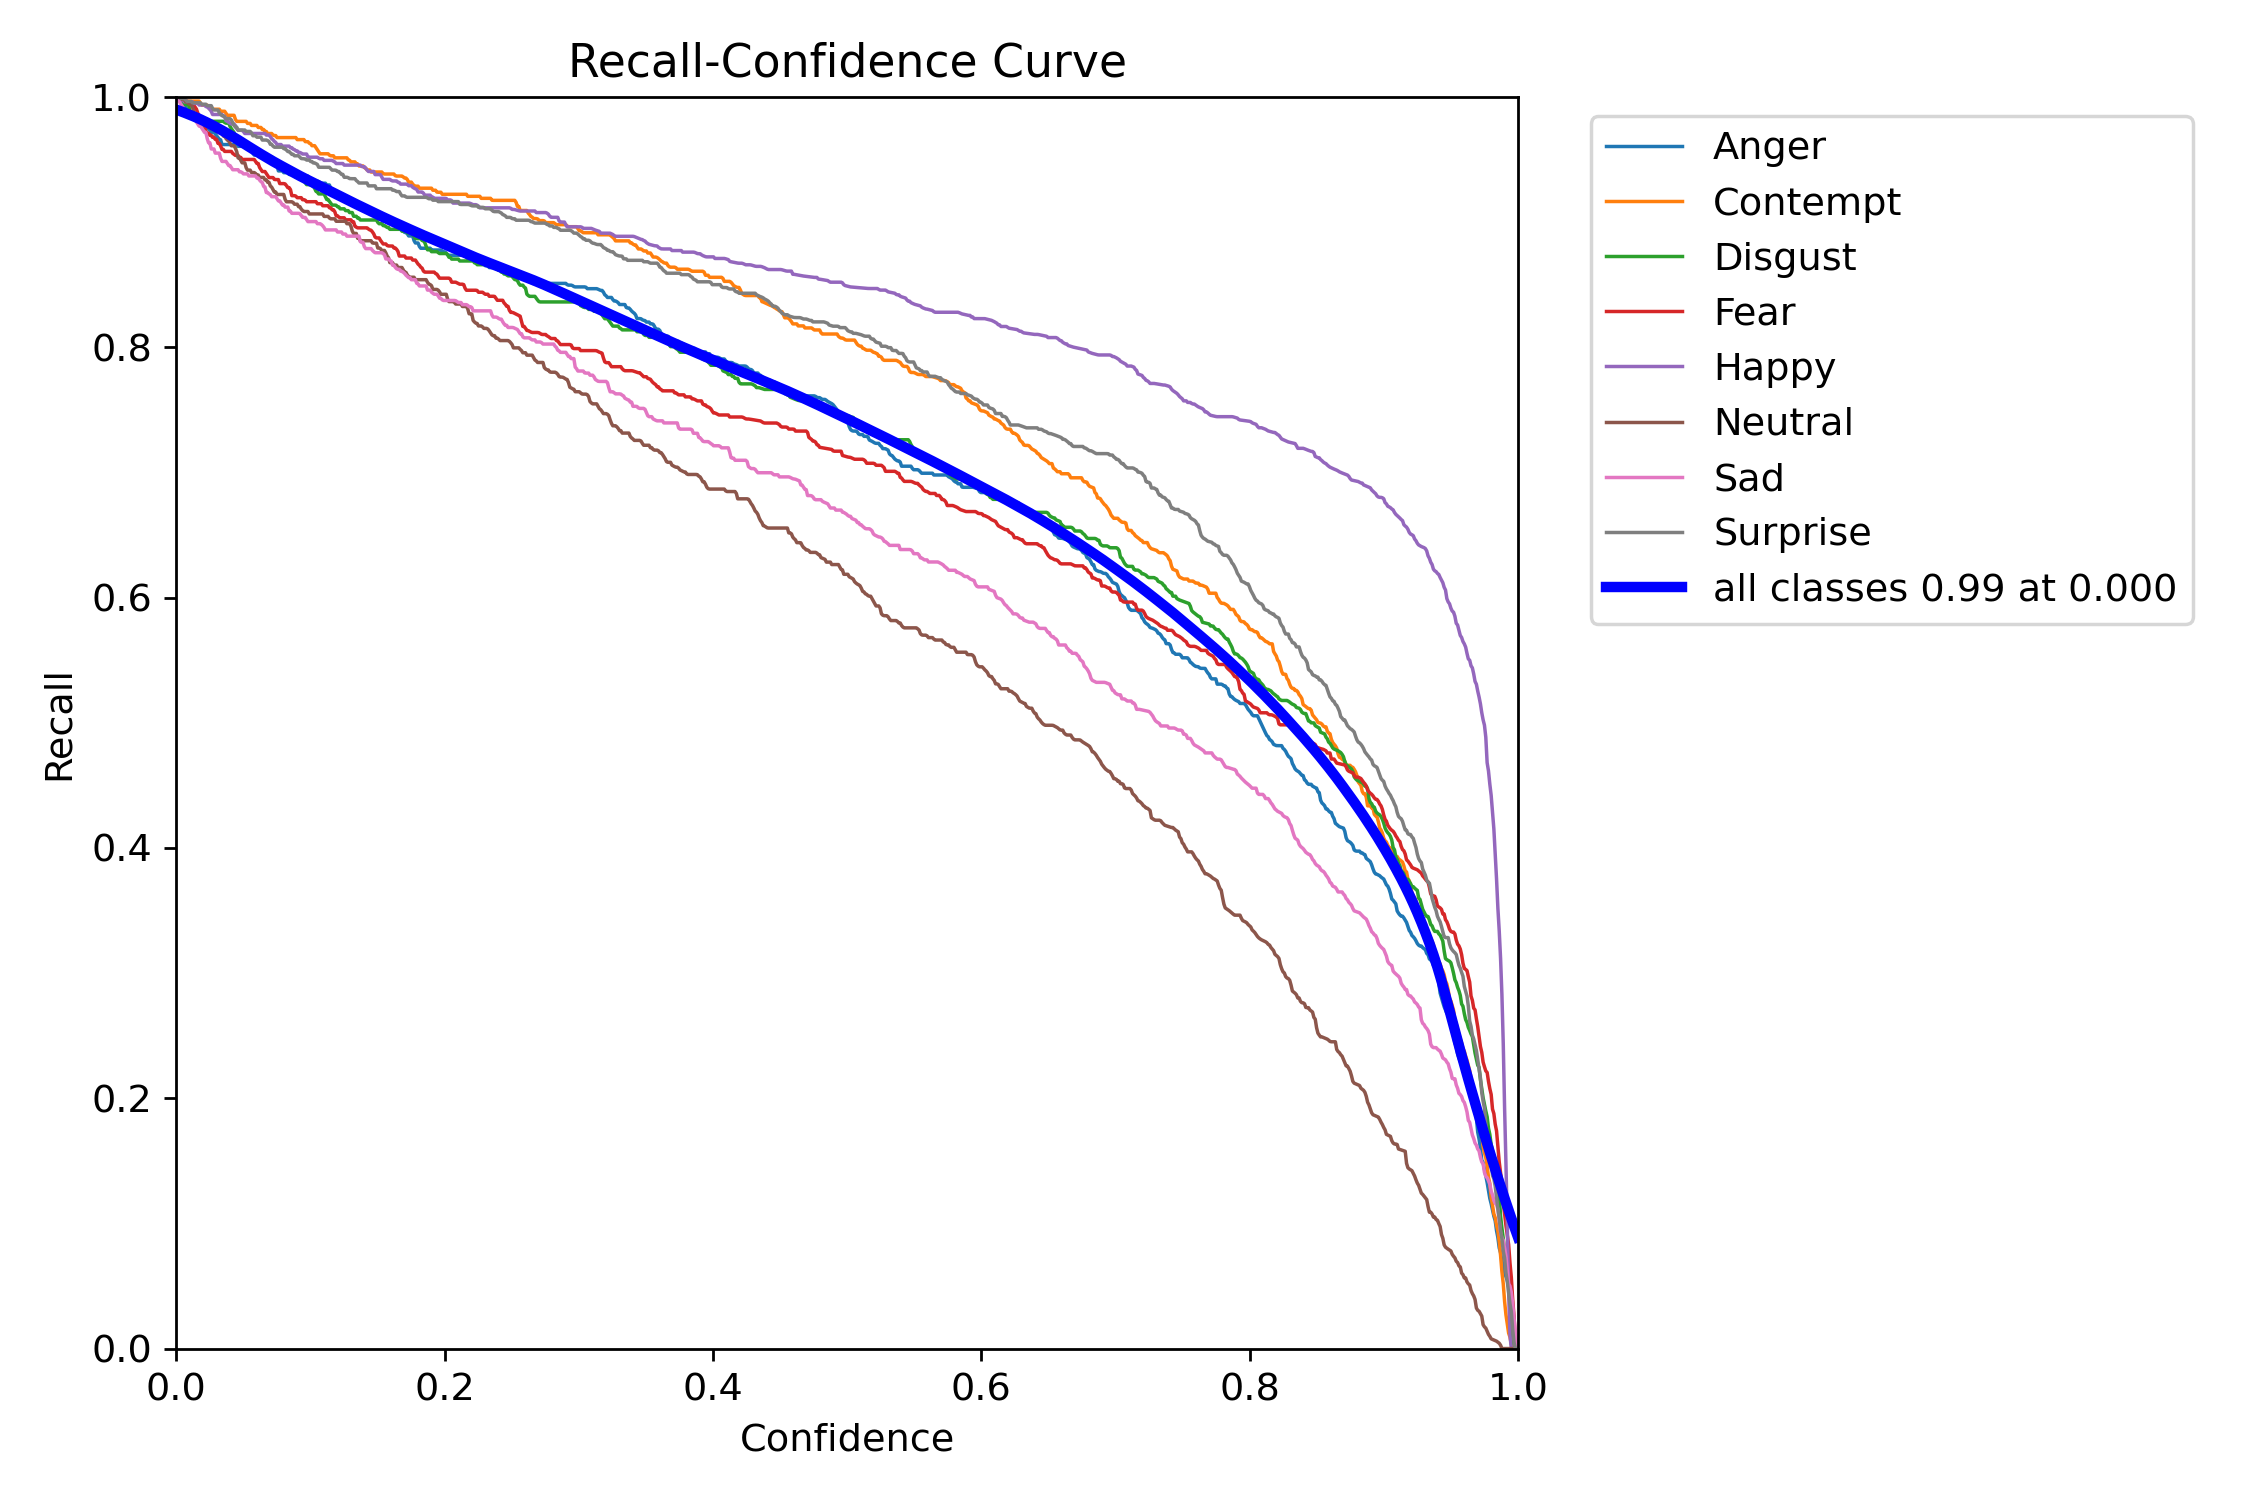 Recall-Confidence Curve
1.0
0.8
0.6
0.4
0.2
0.0
Recall
0.0 0.2 0.4 0.6 0.8 1.0
Confidence
Anger
Contempt
Disgust
Fear
Happy
Neutral
Sad
Surprise
all classes 0.99 at 0.000